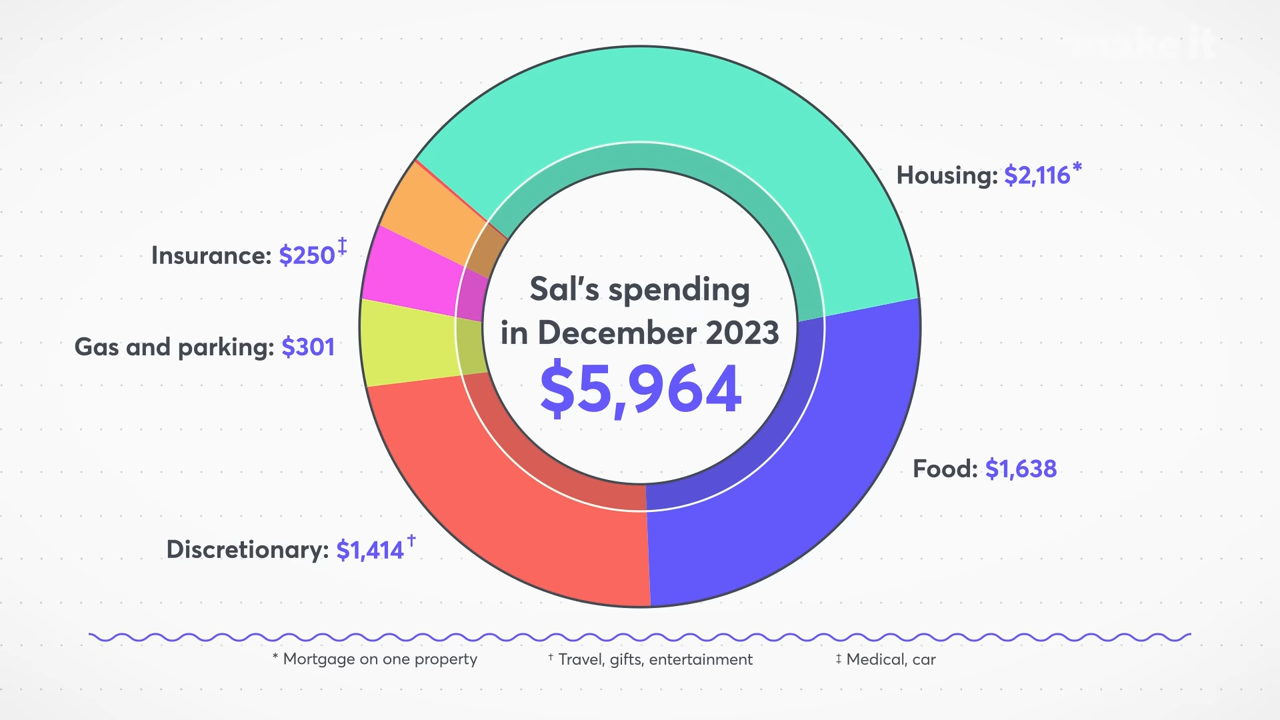 Housing: $2,116*
Insurance: $250‡
Sal's spending
in December 2023
$5,964
Gas and parking: $301
Food: $1,638
Discretionary: $1,414†
* Mortgage on one property
† Travel, gifts, entertainment
‡ Medical, car